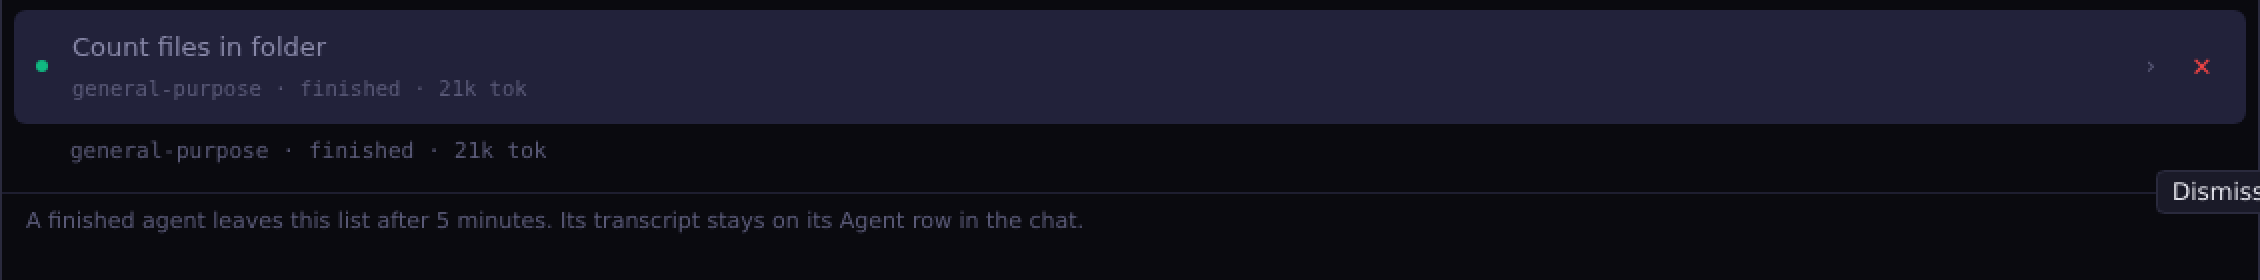 Count files in folder
general-purpose · finished · 21k tok
general-purpose · finished · 21k tok
Dismiss
A finished agent leaves this list after 5 minutes. Its transcript stays on its Agent row in the chat.